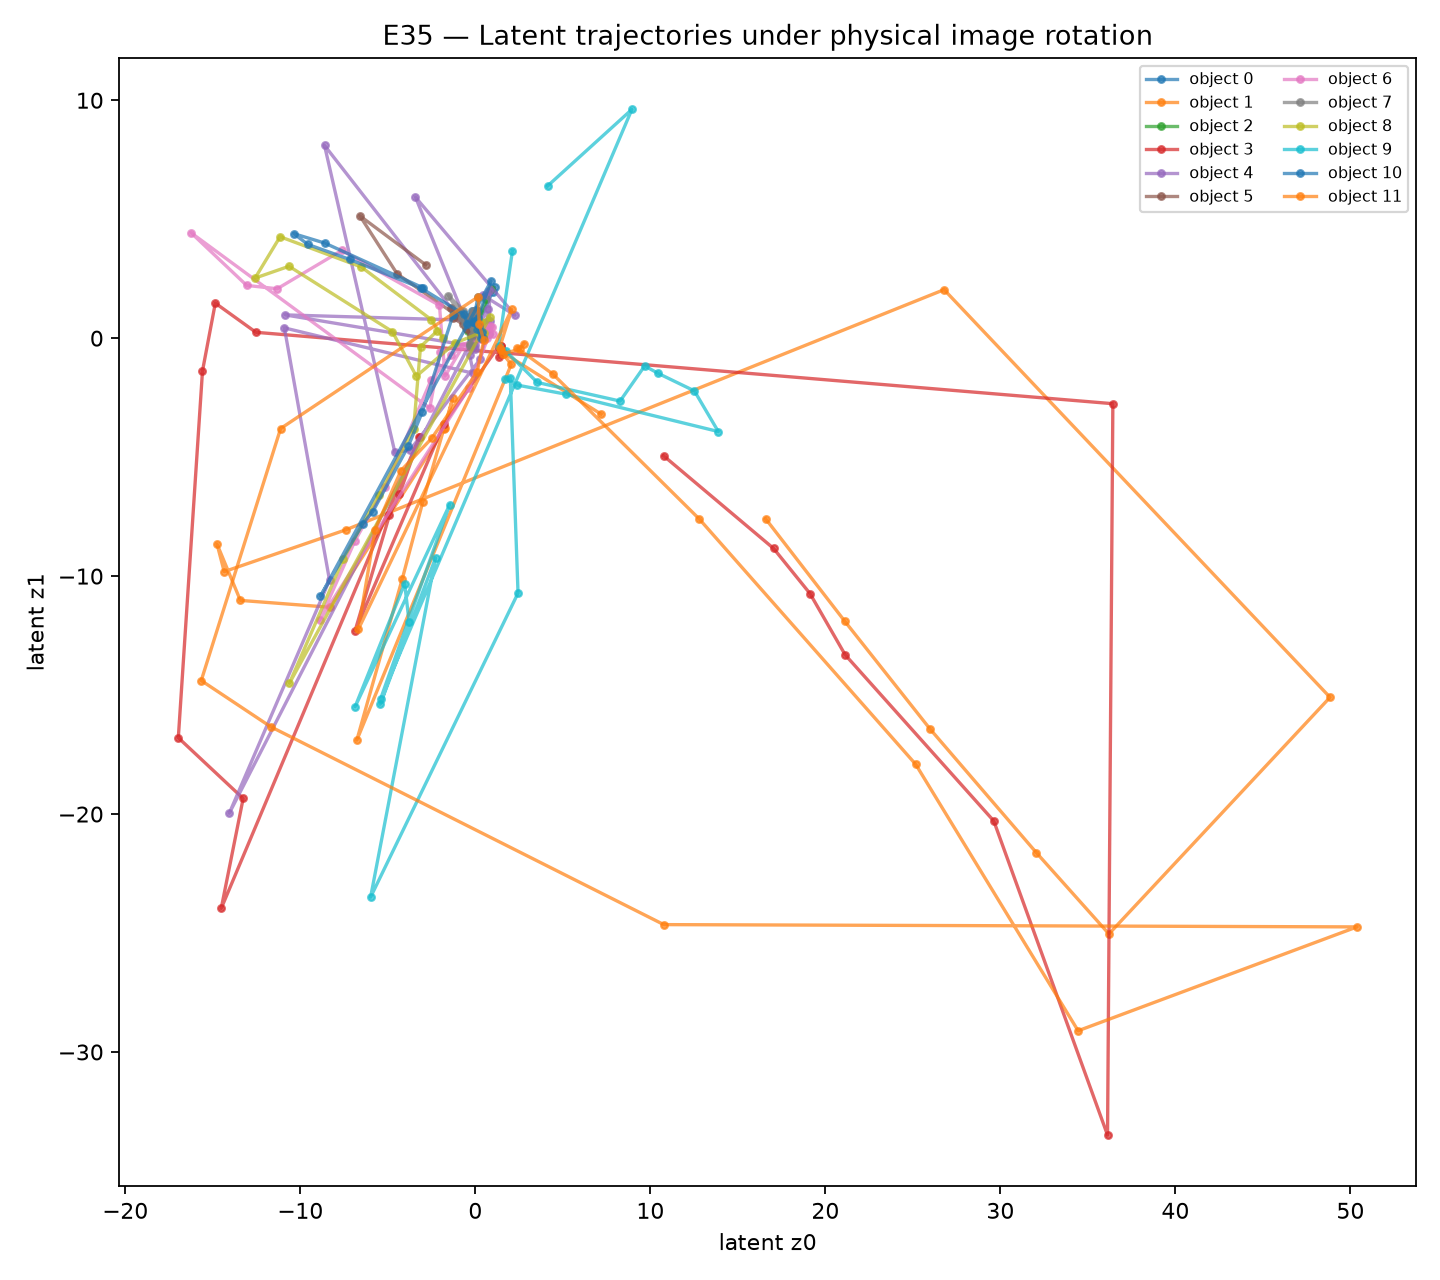 E35 — Latent trajectories under physical image rotation
object 0
object 1
object 2
object 3
object 4
object 5
object 6
object 7
object 8
object 9
object 10
object 11
latent z1
10
0
−10
−20
−30
−20
−10
0
10
20
30
40
50
latent z0